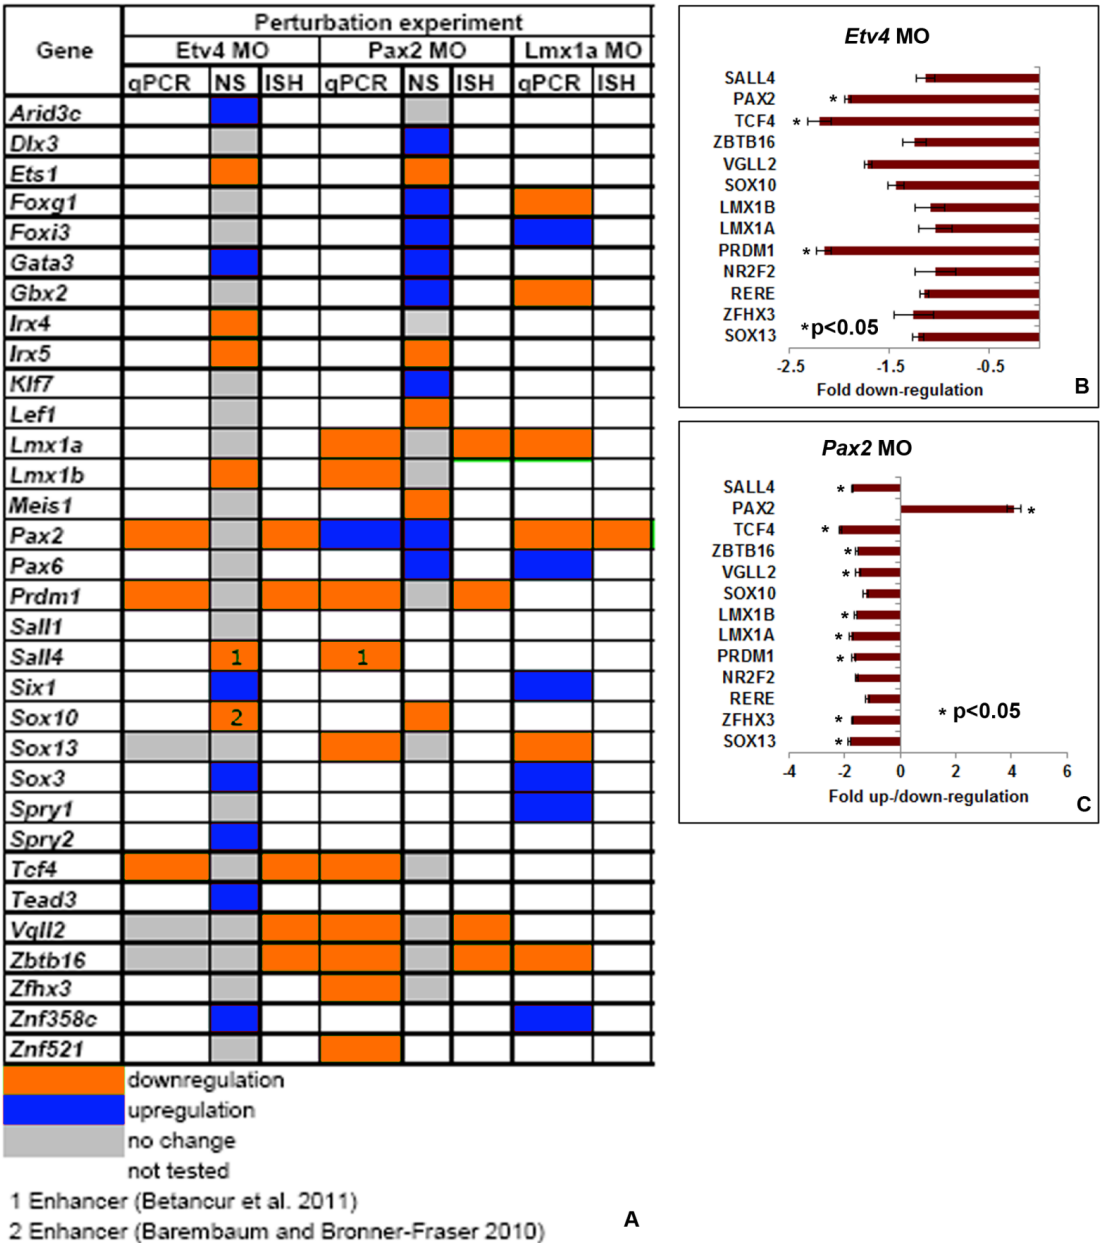 Gene
Perturbation experiment
Etv4 MO Pax2 MO Lmx1a MO
qPCR NS ISH qPCR NS ISH qPCR ISH
Arid3c
Dlx3
Ets1
Foxg1
Foxi3
Gata3
Gbx2
Irx4
Irx5
Klf7
Lef1
Lmx1a
Lmx1b
Meis1
Pax2
Pax6
Prdm1
Sall1
Sall4 1 1
Six1
Sox10 2
Sox13
Sox3
Spry1
Spry2
Tcf4
Tead3
Vqll2
Zbtb16
Zfhx3
Znf358c
Znf521
downregulation
upregulation
no change
not tested
1 Enhancer (Betancur et al. 2011)
2 Enhancer (Barembaum and Bronner-Fraser 2010)
A
Etv4 MO
SALL4
PAX2 *
TCF4 *
ZBTB16
VGLL2
SOX10
LMX1B
LMX1A
PRDM1 *
NR2F2
RERE
ZFHX3
SOX13
*p<0.05
-2.5 -1.5 -0.5
Fold down-regulation
B
Pax2 MO
SALL4 *
PAX2 *
TCF4 *
ZBTB16 *
VGLL2 *
SOX10
LMX1B *
LMX1A *
PRDM1 *
NR2F2
RERE
ZFHX3 *
SOX13 *
* p<0.05
-4 -2 0 2 4 6
Fold up-/down-regulation
C